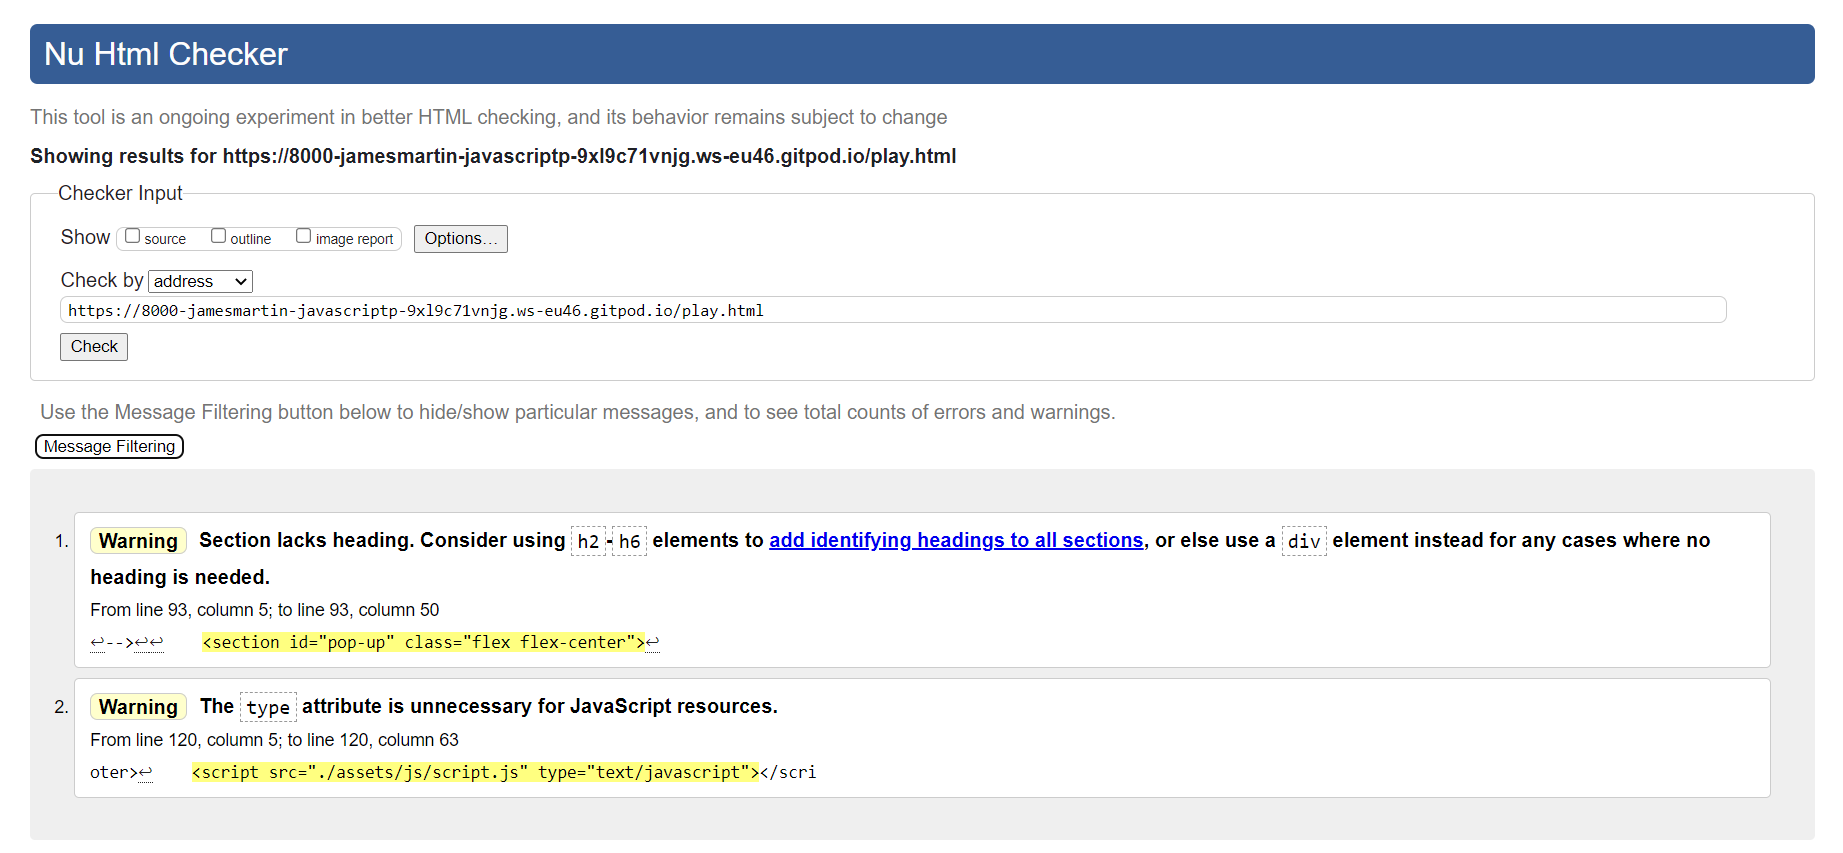 Nu Html Checker
This tool is an ongoing experiment in better HTML checking, and its behavior remains subject to change
Showing results for https://8000-jamesmartin-javascriptp-9xl9c71vnjg.ws-eu46.gitpod.io/play.html
Checker Input
Show source outline image report Options…
Check by address
https://8000-jamesmartin-javascriptp-9xl9c71vnjg.ws-eu46.gitpod.io/play.html
Check
Use the Message Filtering button below to hide/show particular messages, and to see total counts of errors and warnings.
Message Filtering
1. Warning Section lacks heading. Consider using h2-h6 elements to add identifying headings to all sections, or else use a div element instead for any cases where no
heading is needed.
From line 93, column 5; to line 93, column 50
↩-->↩↩    <section id="pop-up" class="flex flex-center">↩
2. Warning The type attribute is unnecessary for JavaScript resources.
From line 120, column 5; to line 120, column 63
oter>↩    <script src="./assets/js/script.js" type="text/javascript"></scri